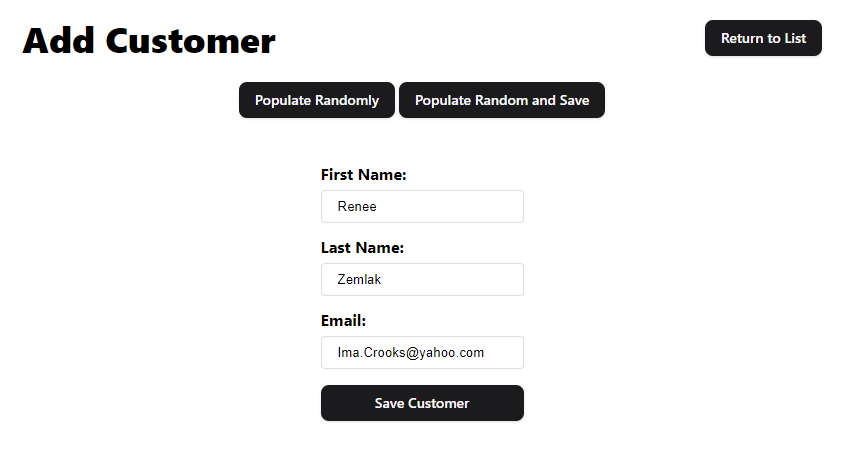 Add Customer
Return to List
Populate Randomly
Populate Random and Save
First Name:
Renee
Last Name:
Zemlak
Email:
Ima.Crooks@yahoo.com
Save Customer